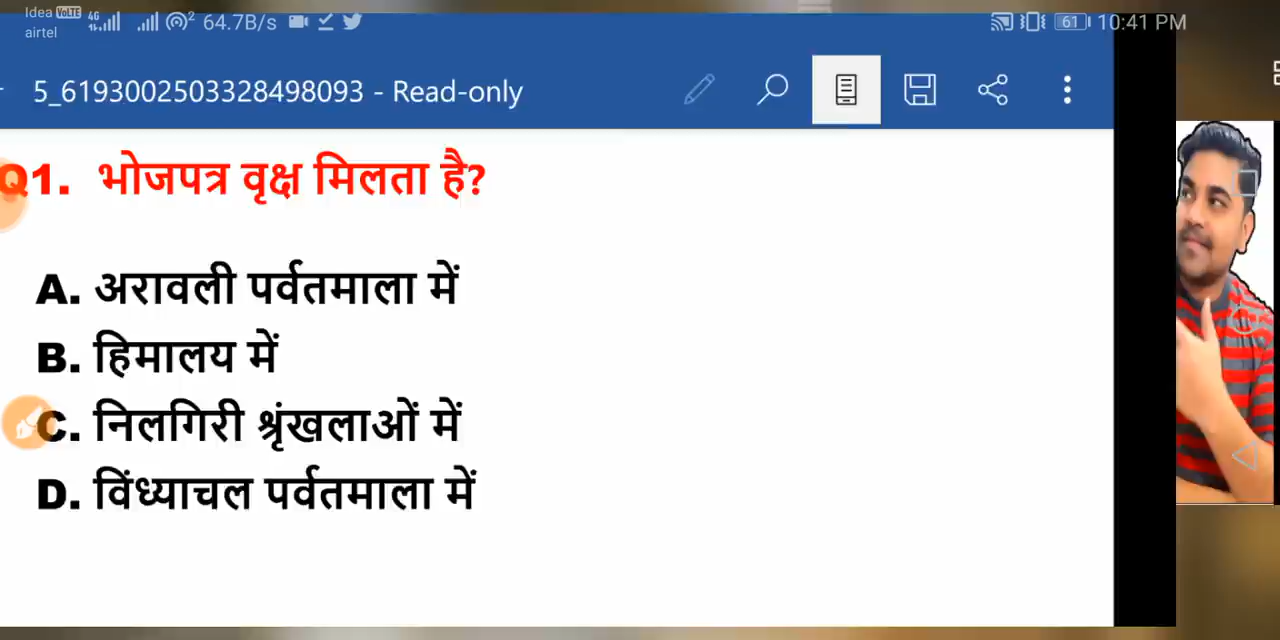 Idea VoLTE 4G 2 64.7B/s 61 10:41 PM
airtel
5_6193002503328498093 - Read-only
Q1. भोजपत्र वृक्ष मिलता है?
A. अरावली पर्वतमाला में
B. हिमालय में
C. निलगिरी श्रृंखलाओं में
D. विंध्याचल पर्वतमाला में